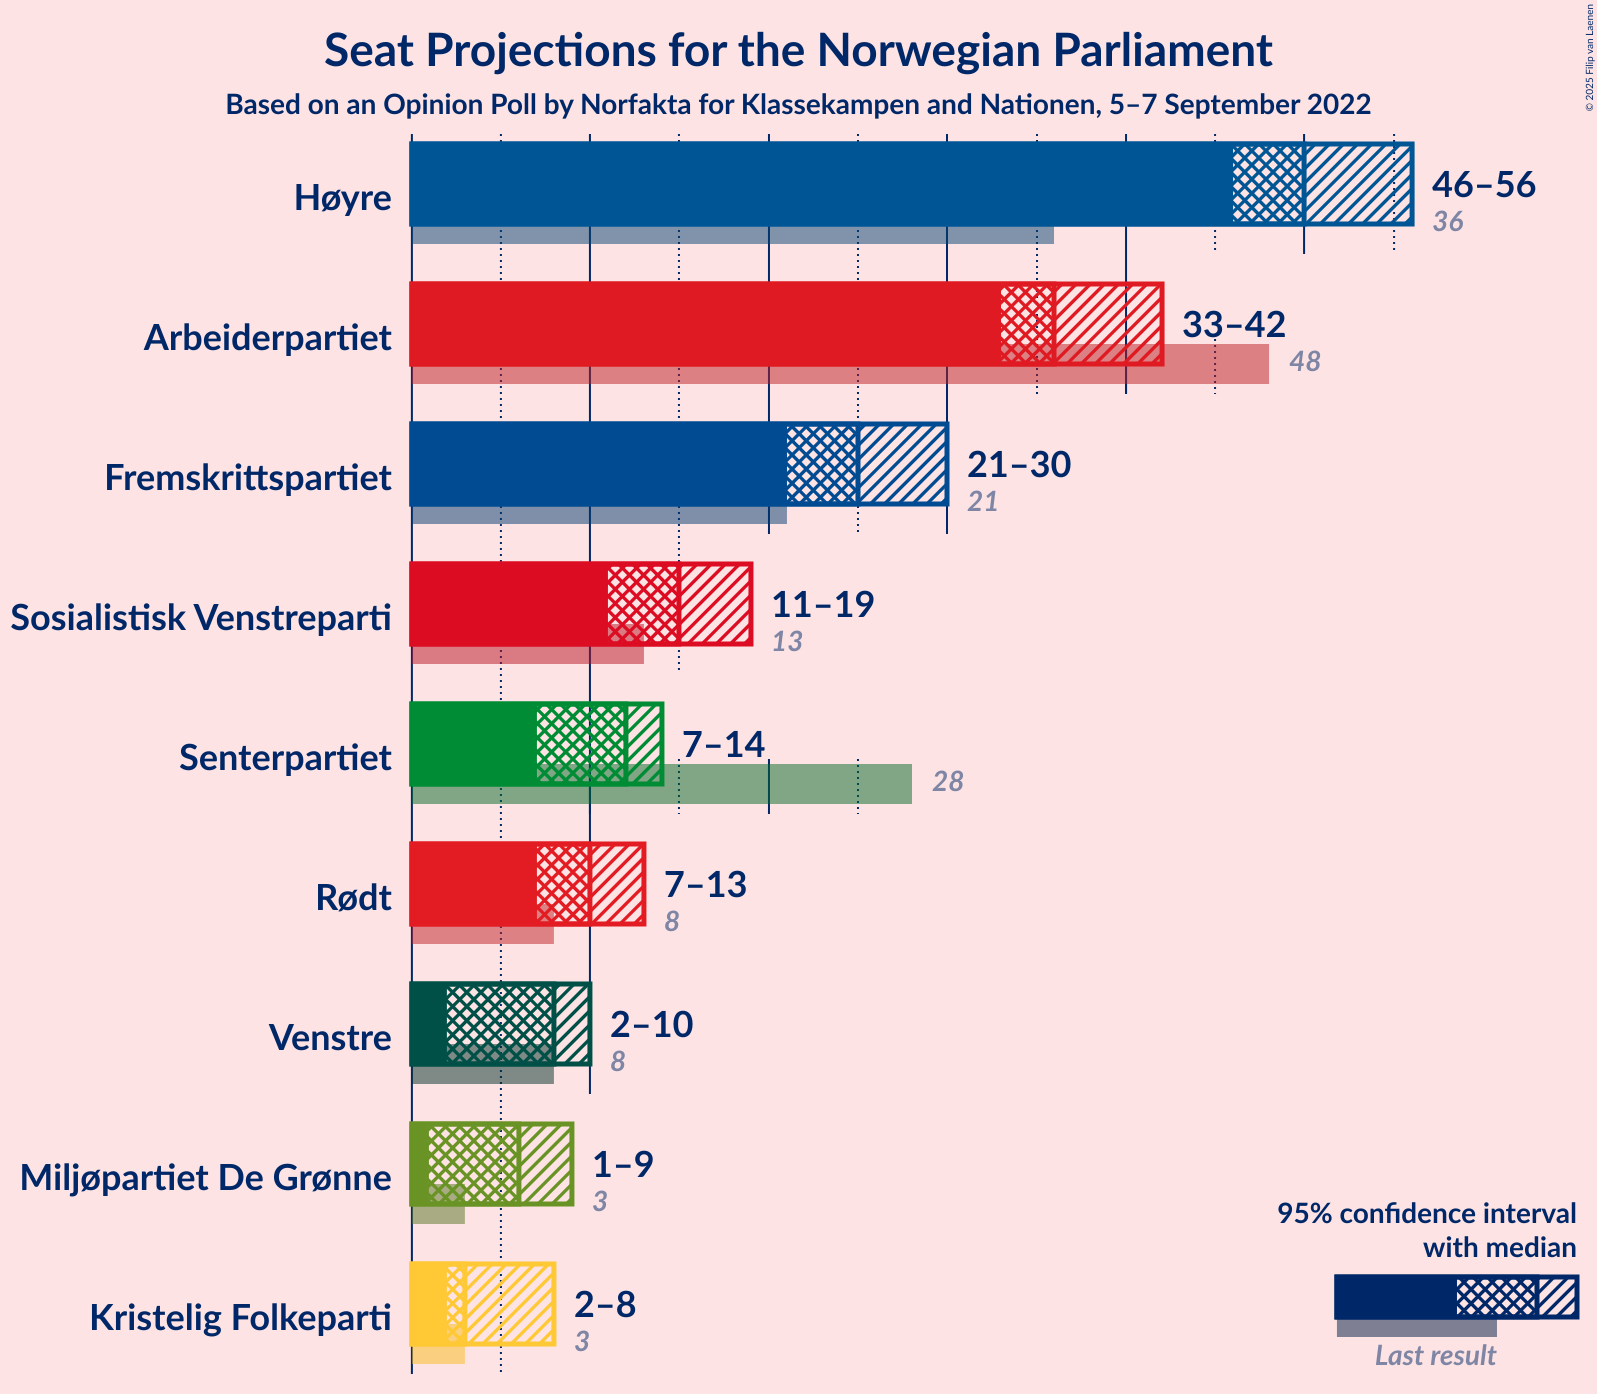 Seat Projections for the Norwegian Parliament
Based on an Opinion Poll by Norfakta for Klassekampen and Nationen, 5–7 September 2022
© 2025 Filip van Laenen
Høyre
46–56
36
Arbeiderpartiet
33–42
48
Fremskrittspartiet
21–30
21
Sosialistisk Venstreparti
11–19
13
Senterpartiet
7–14
28
Rødt
7–13
8
Venstre
2–10
8
Miljøpartiet De Grønne
1–9
3
Kristelig Folkeparti
2–8
3
95% confidence interval
with median
Last result